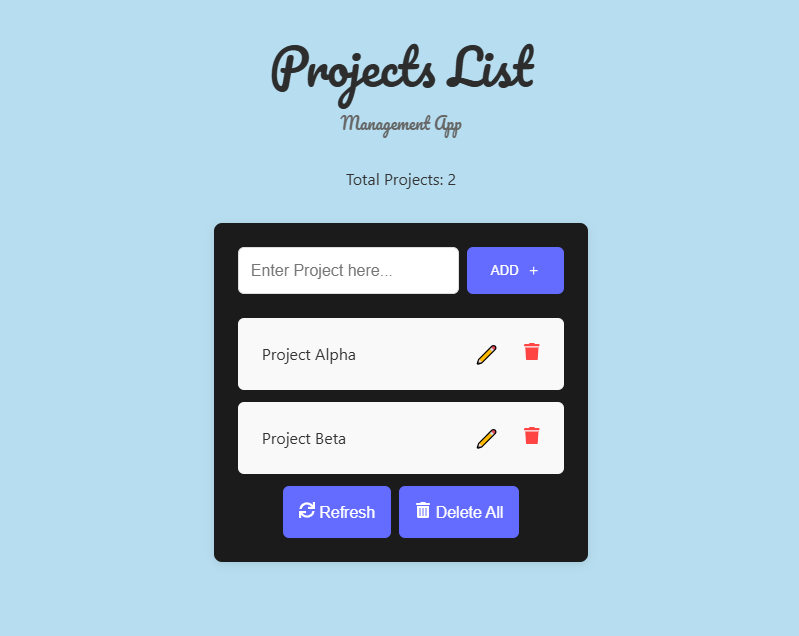 Projects List
Management App
Total Projects: 2
Enter Project here...
ADD +
Project Alpha
Project Beta
Refresh
Delete All